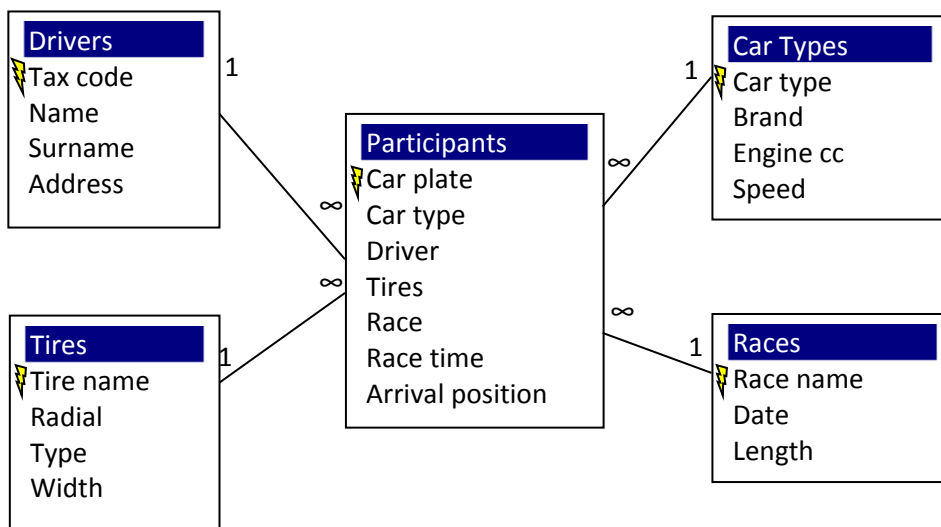 Drivers
Tax code
Name
Surname
Address
1
∞
Participants
Car plate
Car type
Driver
Tires
Race
Race time
Arrival position
1
∞
Car Types
Car type
Brand
Engine cc
Speed
Tires
Tire name
Radial
Type
Width
1
∞
1
∞
Races
Race name
Date
Length